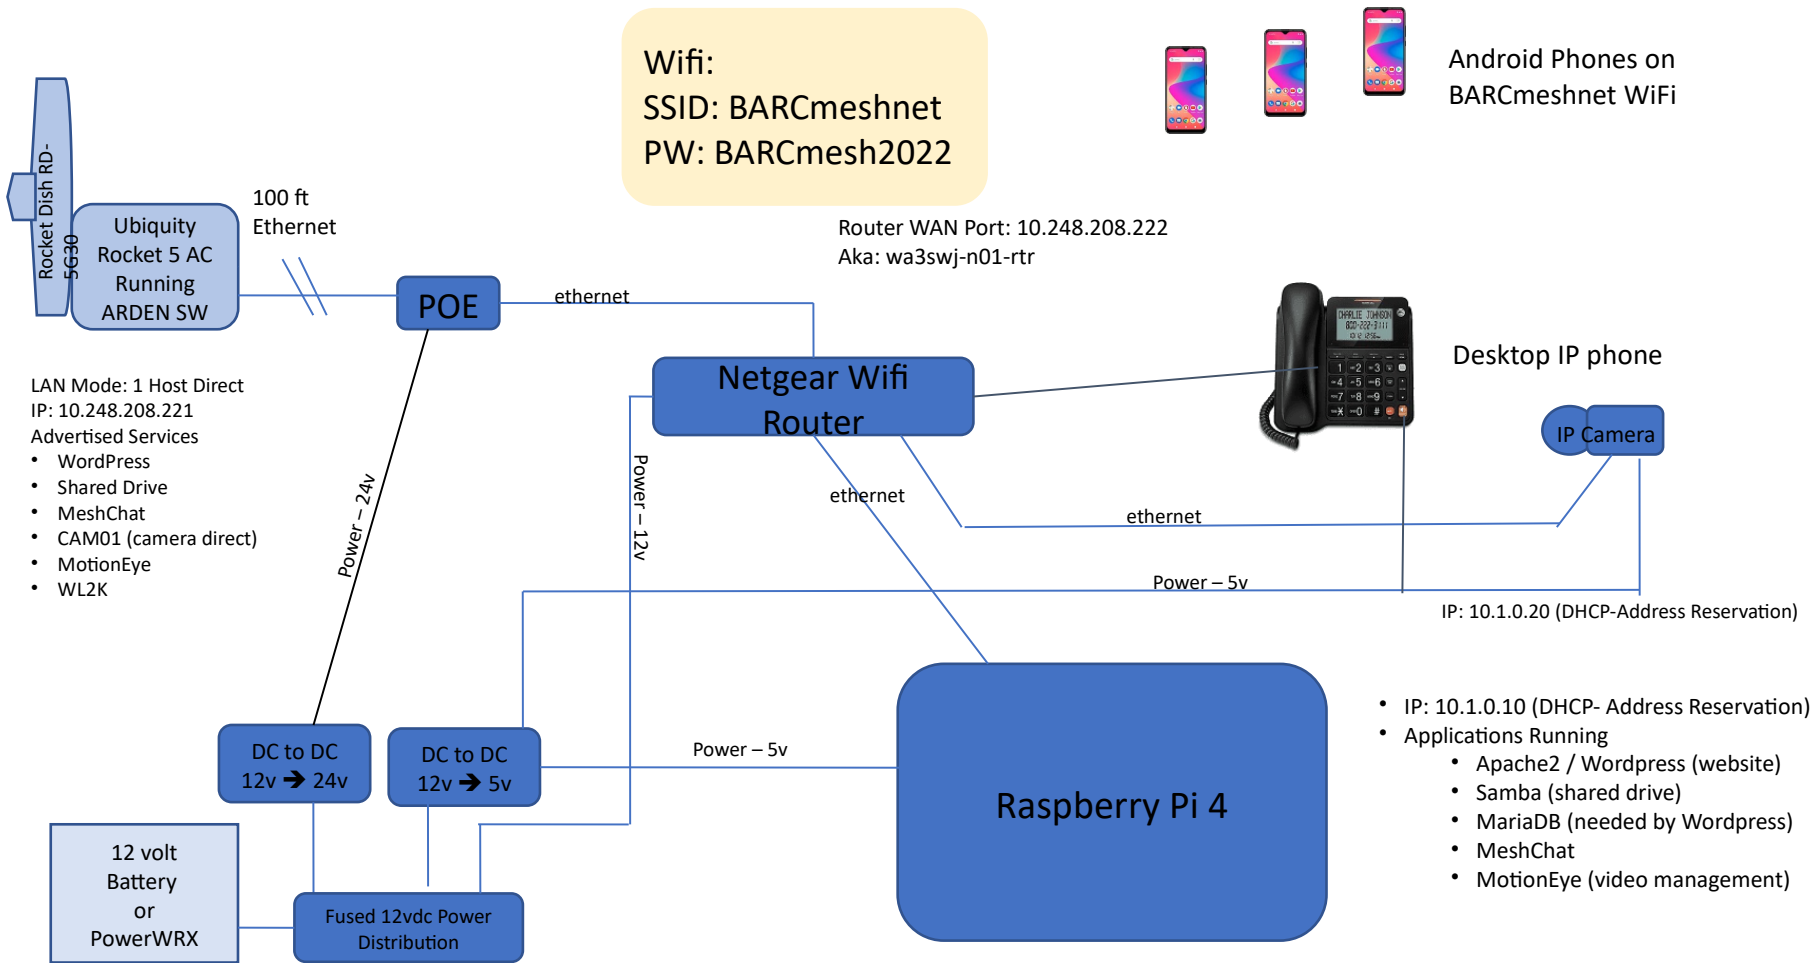 Wifi:
SSID: BARCmeshnet
PW: BARCmesh2022
Android Phones on
BARCmeshnet WiFi
Rocket Dish RD-
5G30
Ubiquity
Rocket 5 AC
Running
ARDEN SW
100 ft
Ethernet
POE
ethernet
Router WAN Port: 10.248.208.222
Aka: wa3swj-n01-rtr
CHARLIE JOHNSON
800-222-3111
Desktop IP phone
Netgear Wifi
Router
IP Camera
LAN Mode: 1 Host Direct
IP: 10.248.208.221
Advertised Services
• WordPress
• Shared Drive
• MeshChat
• CAM01 (camera direct)
• MotionEye
• WL2K
Power – 24v
Power – 12v
ethernet
ethernet
Power – 5v
IP: 10.1.0.20 (DHCP-Address Reservation)
DC to DC
12v ➔ 24v
DC to DC
12v ➔ 5v
Power – 5v
Raspberry Pi 4
• IP: 10.1.0.10 (DHCP- Address Reservation)
• Applications Running
• Apache2 / Wordpress (website)
• Samba (shared drive)
• MariaDB (needed by Wordpress)
• MeshChat
• MotionEye (video management)
12 volt
Battery
or
PowerWRX
Fused 12vdc Power
Distribution